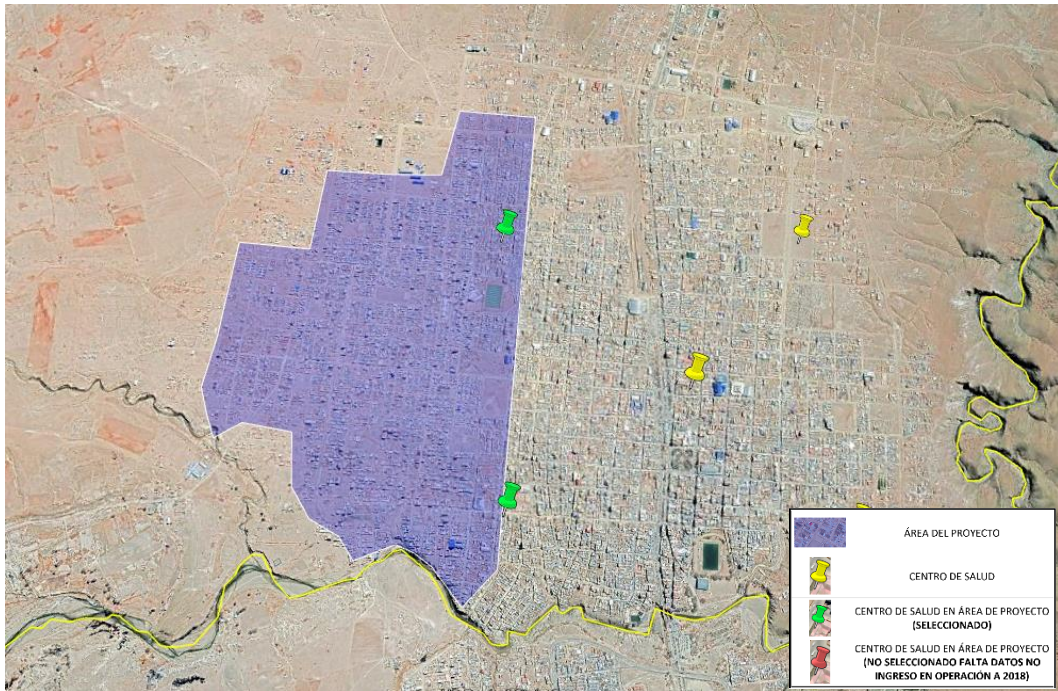 ÁREA DEL PROYECTO
CENTRO DE SALUD
CENTRO DE SALUD EN ÁREA DE PROYECTO
(SELECCIONADO)
CENTRO DE SALUD EN ÁREA DE PROYECTO
(NO SELECCIONADO FALTA DATOS NO
INGRESO EN OPERACIÓN A 2018)